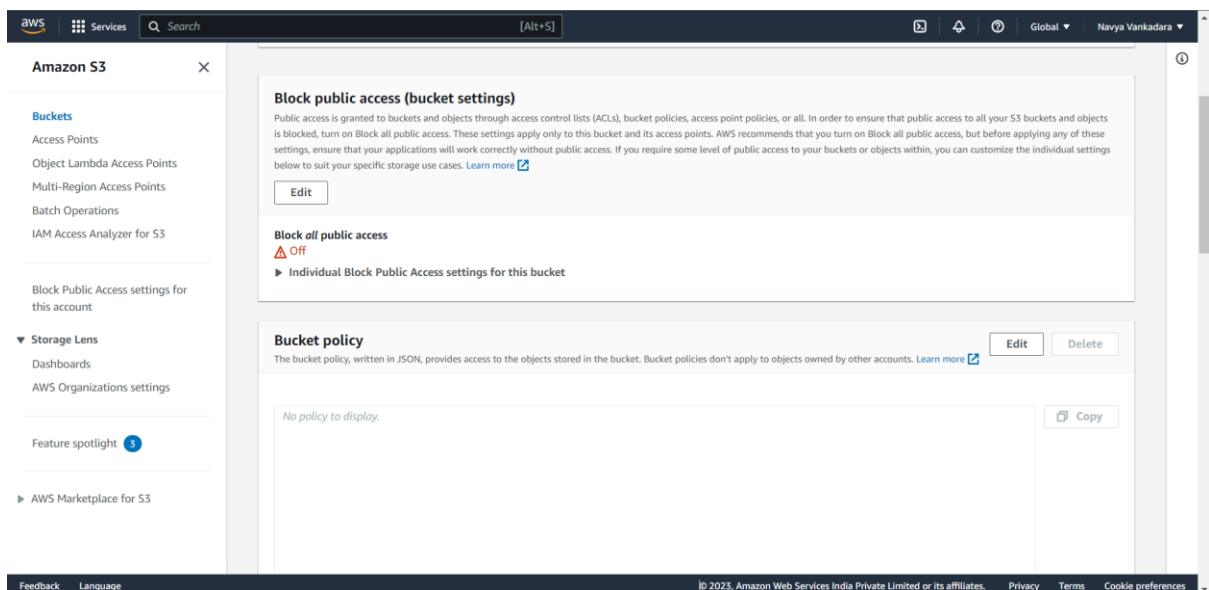 aws Services Search [Alt+S] Global ▼ Navya Vankadara ▼
Amazon S3
Buckets
Access Points
Object Lambda Access Points
Multi-Region Access Points
Batch Operations
IAM Access Analyzer for S3
Block Public Access settings for
this account
▼ Storage Lens
Dashboards
AWS Organizations settings
Feature spotlight 3
▶ AWS Marketplace for S3
Block public access (bucket settings)
Public access is granted to buckets and objects through access control lists (ACLs), bucket policies, access point policies, or all. In order to ensure that public access to all your S3 buckets and objects
is blocked, turn on Block all public access. These settings apply only to this bucket and its access points. AWS recommends that you turn on Block all public access, but before applying any of these
settings, ensure that your applications will work correctly without public access. If you require some level of public access to your buckets or objects within, you can customize the individual settings
below to suit your specific storage use cases. Learn more
Edit
Block all public access
Off
▶ Individual Block Public Access settings for this bucket
Bucket policy
Edit Delete
The bucket policy, written in JSON, provides access to the objects stored in the bucket. Bucket policies don't apply to objects owned by other accounts. Learn more
No policy to display.
Copy
Feedback Language © 2023, Amazon Web Services India Private Limited or its affiliates. Privacy Terms Cookie preferences